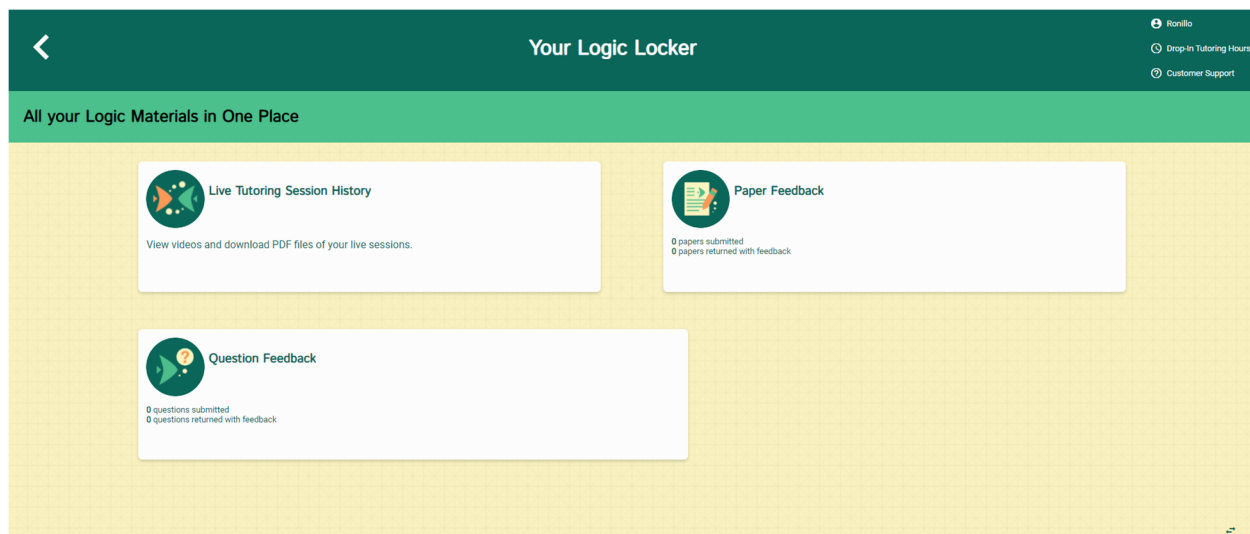 Your Logic Locker
Ronillo
Drop-In Tutoring Hours
Customer Support
All your Logic Materials in One Place
Live Tutoring Session History
View videos and download PDF files of your live sessions.
Paper Feedback
0 papers submitted
0 papers returned with feedback
Question Feedback
0 questions submitted
0 questions returned with feedback